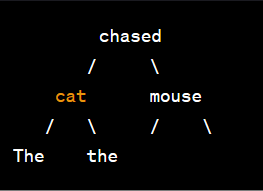 chased
/ \
cat mouse
/ \ / \
The the